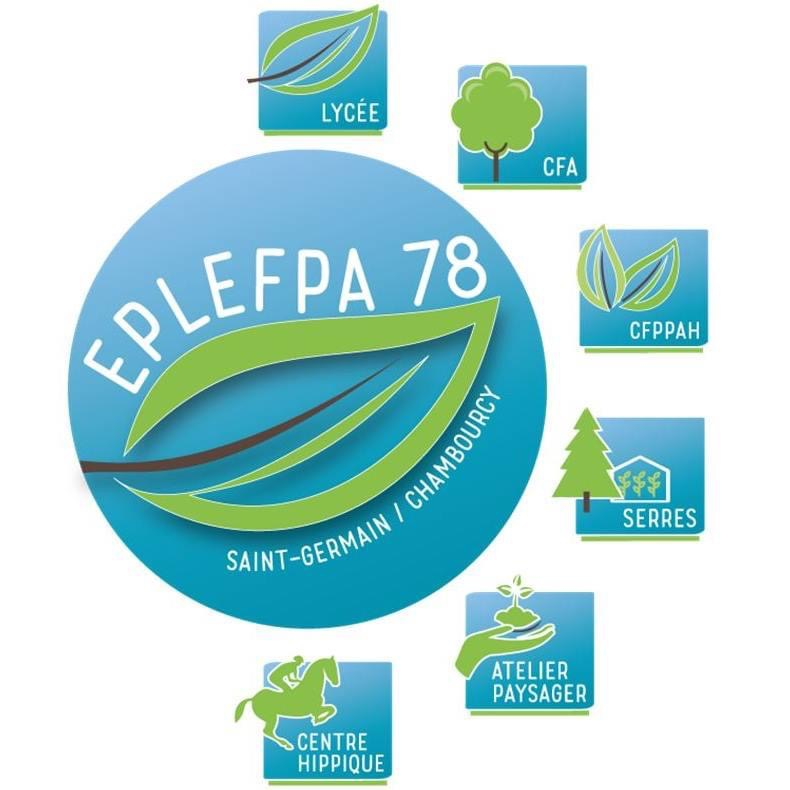 LYCÉE
CFA
EPLEFPA 78
CFPPAH
SAINT-GERMAIN / CHAMBOURCY
SERRES
ATELIER
PAYSAGER
CENTRE
HIPPIQUE